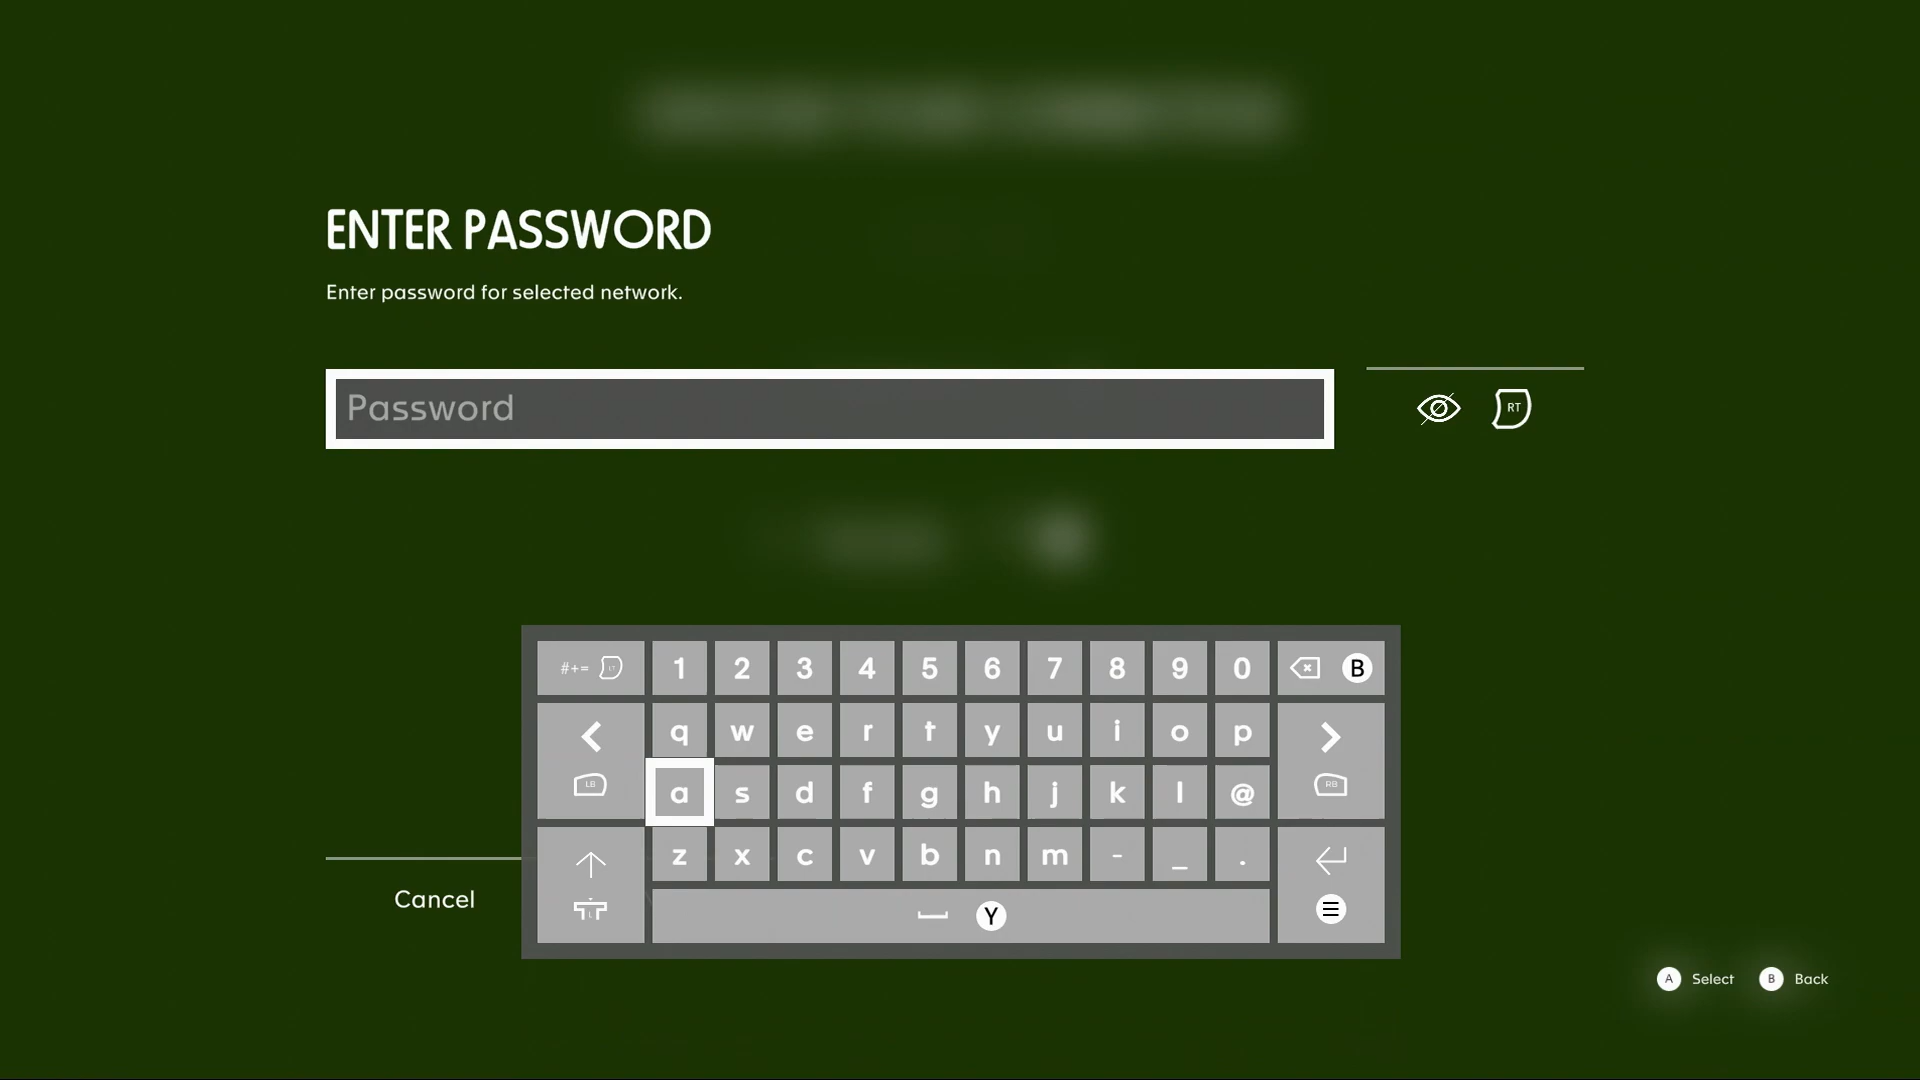 ENTER PASSWORD
Enter password for selected network.
Password
RT
#+= LT 1 2 3 4 5 6 7 8 9 0 B
q w e r t y u i o p
LB a s d f g h j k l @ RB
z x c v b n m - _ .
Cancel
L Y
A Select B Back